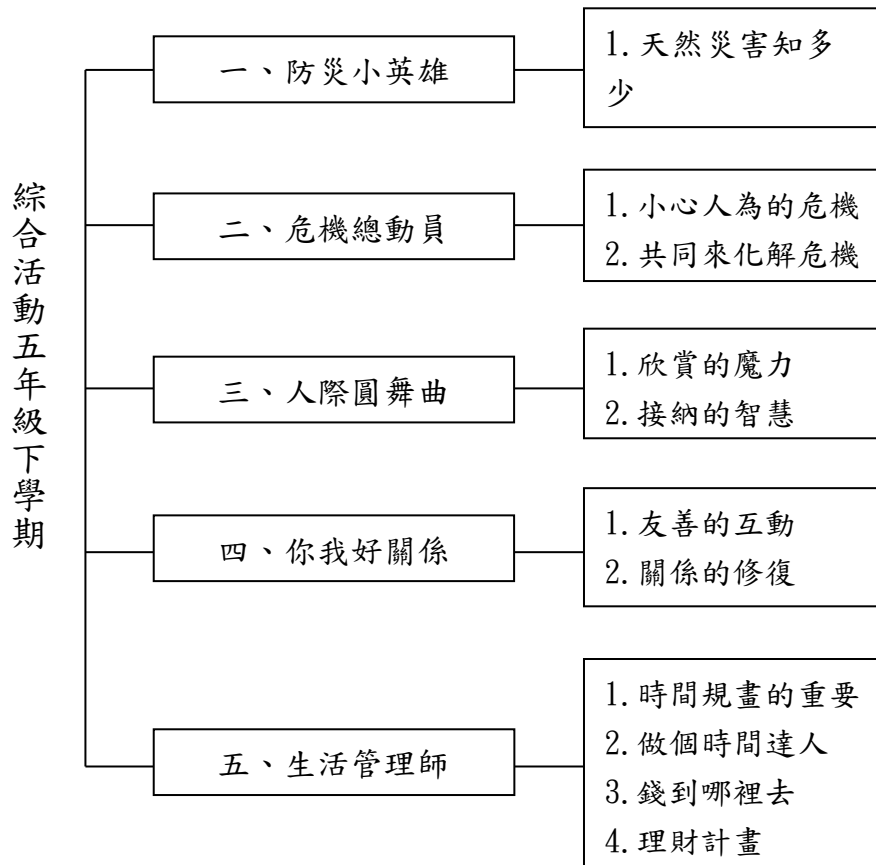 綜合活動五年級下學期
一、防災小英雄
1.天然災害知多
少
二、危機總動員
1.小心人為的危機
2.共同來化解危機
三、人際圓舞曲
1.欣賞的魔力
2.接納的智慧
四、你我好關係
1.友善的互動
2.關係的修復
五、生活管理師
1.時間規畫的重要
2.做個時間達人
3.錢到哪裡去
4.理財計畫